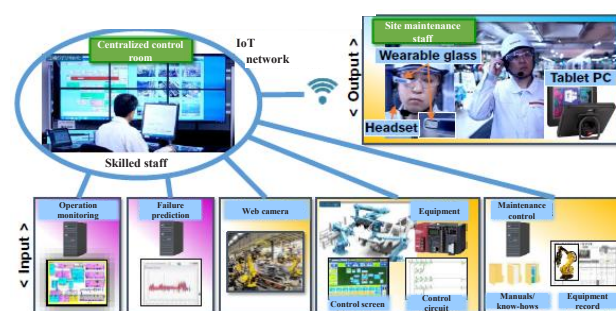 Centralized control
room
IoT
network
< Output >
Site maintenance
staff
Wearable glass
Tablet PC
Headset
Skilled staff
< Input >
Operation
monitoring
Failure
prediction
Web camera
Equipment
Control screen
Control
circuit
Maintenance
control
Manuals/
know-hows
Equipment
record